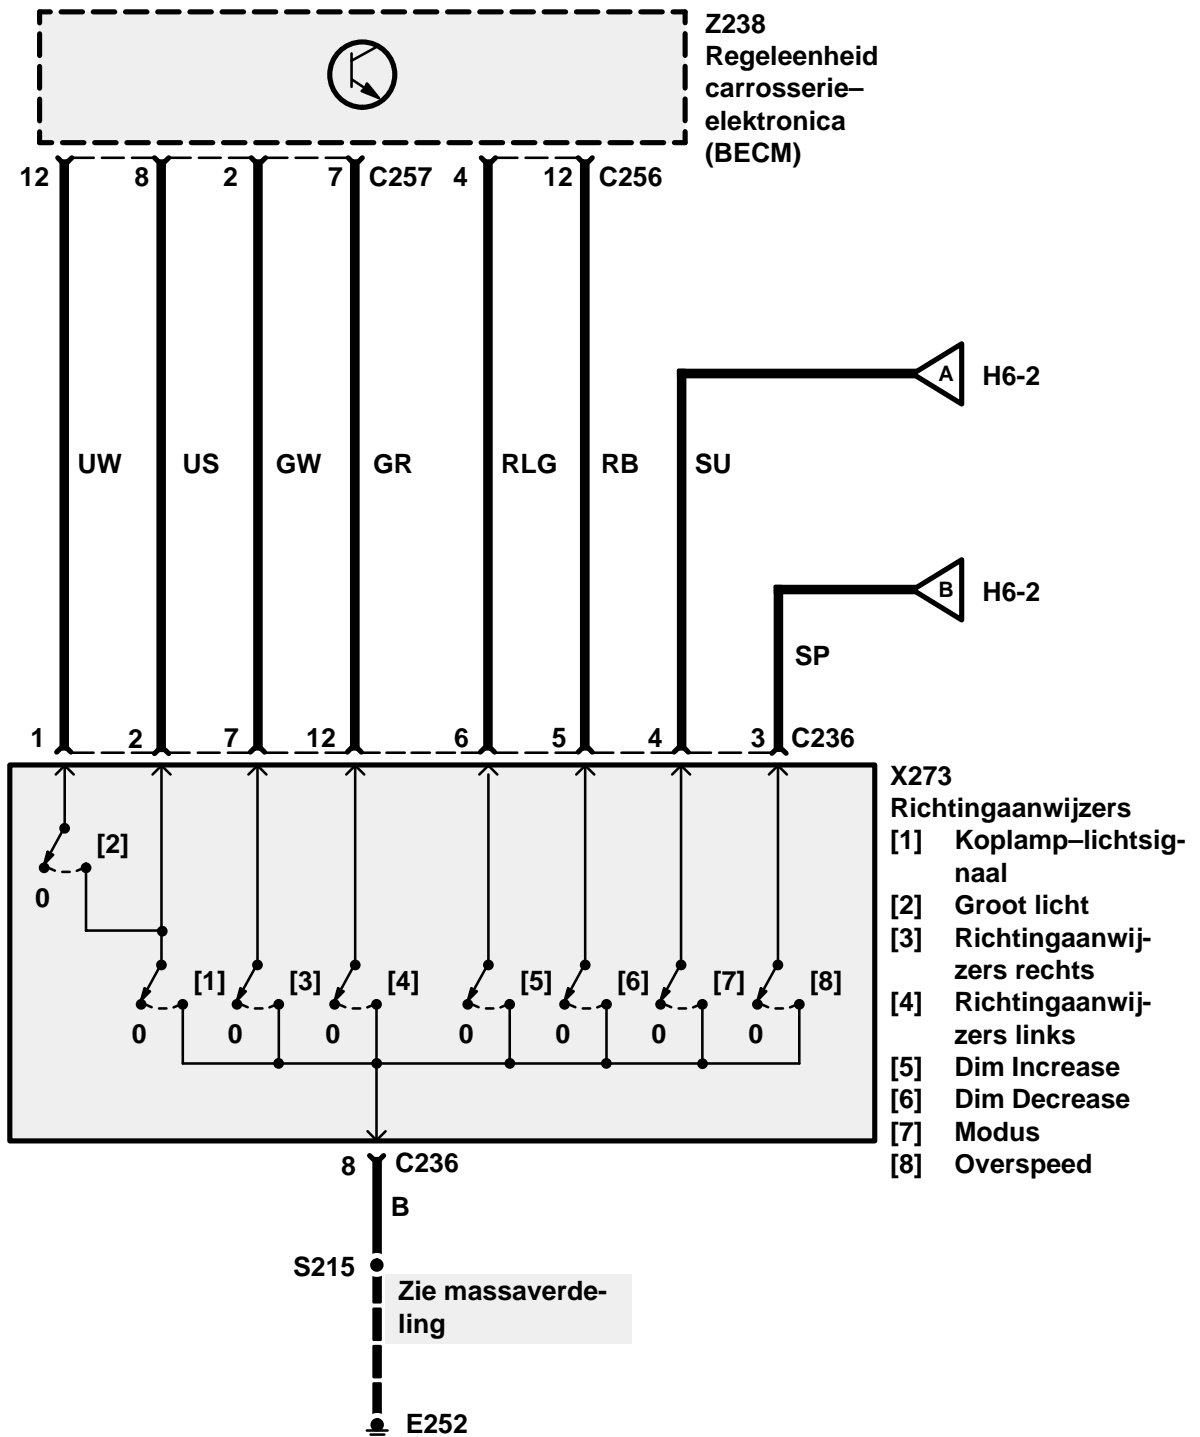 Z238
Regeleenheid
carrosserie–
elektronica
(BECM)
12 8 2 7 C257 4 12 C256
A H6-2
UW US GW GR RLG RB SU
B H6-2
SP
1 2 7 12 6 5 4 3 C236
X273
Richtingaanwijzers
[1] Koplamp–lichtsig-
naal
[2] Groot licht
[3] Richtingaanwij-
zers rechts
[4] Richtingaanwij-
zers links
[5] Dim Increase
[6] Dim Decrease
[7] Modus
[8] Overspeed
[2]
0
[1] [3] [4] [5] [6] [7] [8]
0 0 0 0 0 0 0
8 C236
B
S215
Zie massaverde-
ling
E252